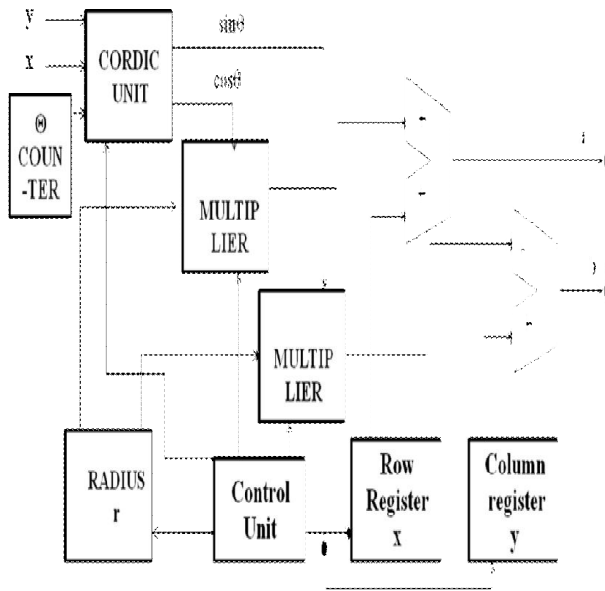 y
sinθ
x
CORDIC
UNIT
cosθ
Θ
COUN
-TER
MULTIP
LIER
MULTIP
LIER
RADIUS
r
Control
Unit
Row
Register
x
Column
register
y